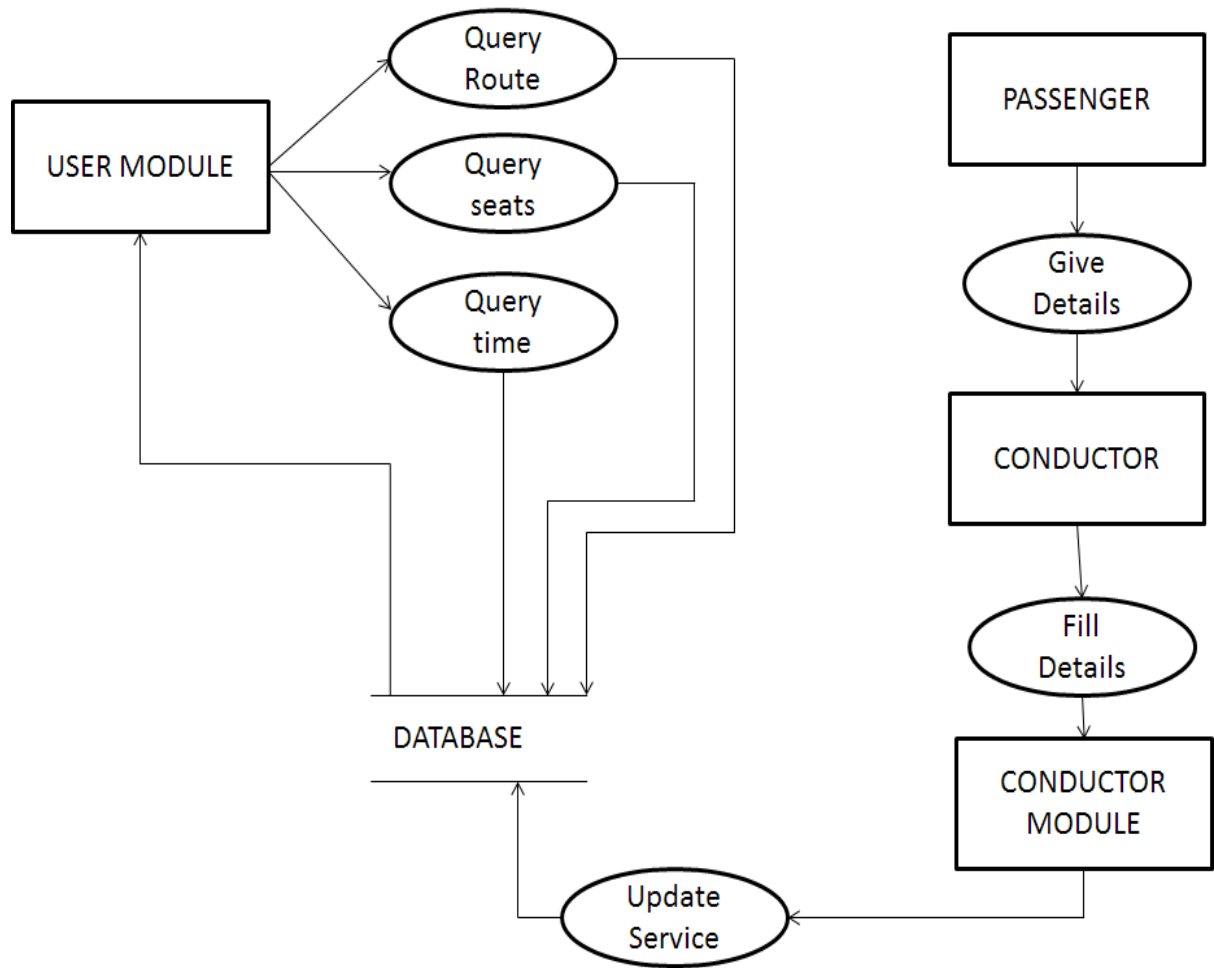 Query
Route
USER MODULE
Query
seats
Query
time
PASSENGER
Give
Details
CONDUCTOR
Fill
Details
CONDUCTOR
MODULE
DATABASE
Update
Service